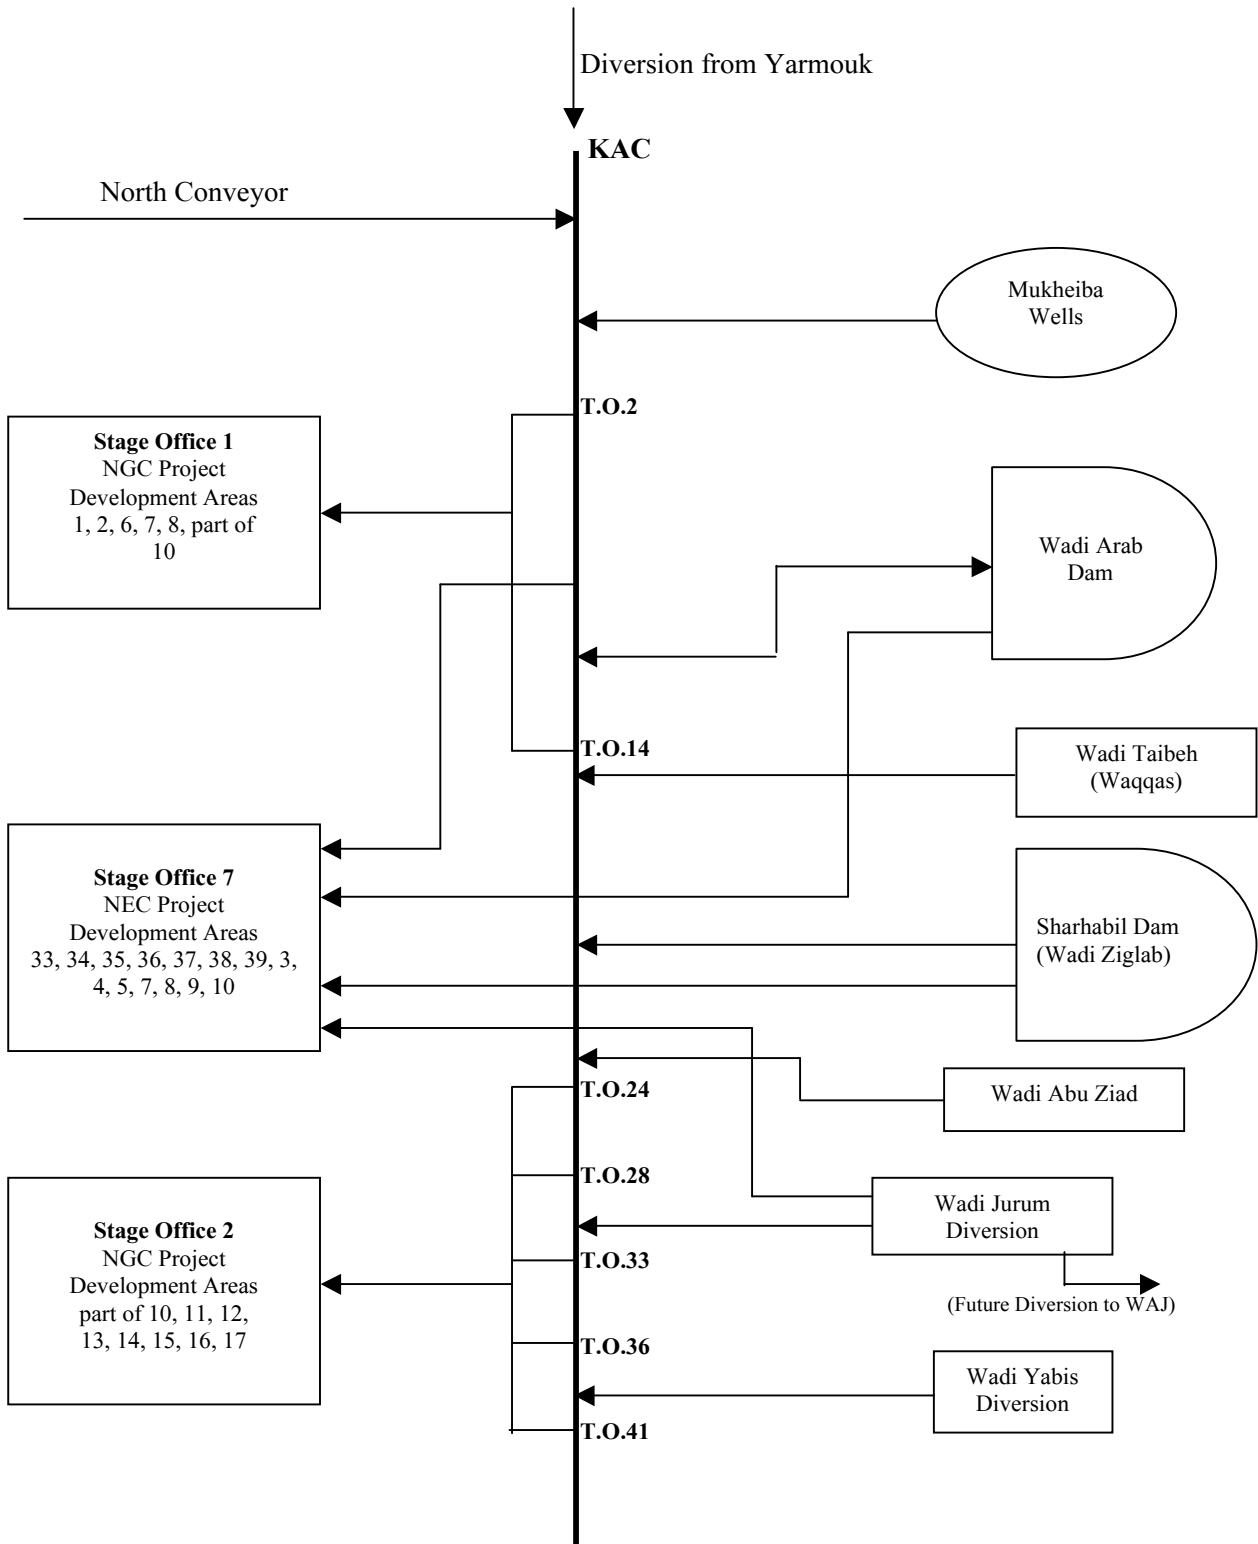 Diversion from Yarmouk
KAC
North Conveyor
Mukheiba
Wells
T.O.2
Stage Office 1
NGC Project
Development Areas
1, 2, 6, 7, 8, part of
10
Wadi Arab
Dam
T.O.14
Wadi Taibeh
(Waqqas)
Stage Office 7
NEC Project
Development Areas
33, 34, 35, 36, 37, 38, 39, 3,
4, 5, 7, 8, 9, 10
Sharhabil Dam
(Wadi Ziglab)
T.O.24
Wadi Abu Ziad
T.O.28
Wadi Jurum
Diversion
Stage Office 2
NGC Project
Development Areas
part of 10, 11, 12,
13, 14, 15, 16, 17
T.O.33
(Future Diversion to WAJ)
T.O.36
Wadi Yabis
Diversion
T.O.41